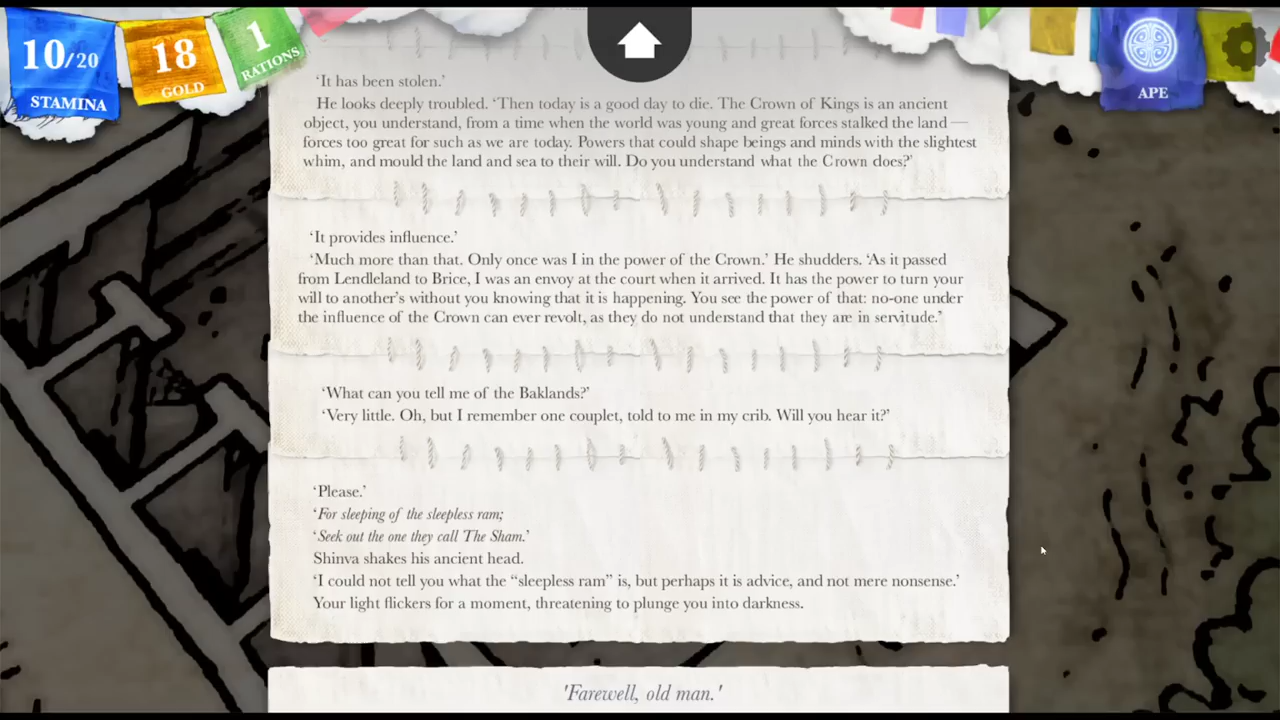 10/20
STAMINA
18
GOLD
1
RATIONS
APE
‘It has been stolen.’
He looks deeply troubled. ‘Then today is a good day to die. The Crown of Kings is an ancient
object, you understand, from a time when the world was young and great forces stalked the land —
forces too great for such as we are today. Powers that could shape beings and minds with the slightest
whim, and mould the land and sea to their will. Do you understand what the Crown does?’
‘It provides influence.’
‘Much more than that. Only once was I in the power of the Crown.’ He shudders. ‘As it passed
from Lendleland to Brice, I was an envoy at the court when it arrived. It has the power to turn your
will to another’s without you knowing that it is happening. You see the power of that: no-one under
the influence of the Crown can ever revolt, as they do not understand that they are in servitude.’
‘What can you tell me of the Baklands?’
‘Very little. Oh, but I remember one couplet, told to me in my crib. Will you hear it?’
‘Please.’
‘For sleeping of the sleepless ram;
‘Seek out the one they call The Sham.’
Shinva shakes his ancient head.
‘I could not tell you what the “sleepless ram” is, but perhaps it is advice, and not mere nonsense.’
Your light flickers for a moment, threatening to plunge you into darkness.
'Farewell, old man.'